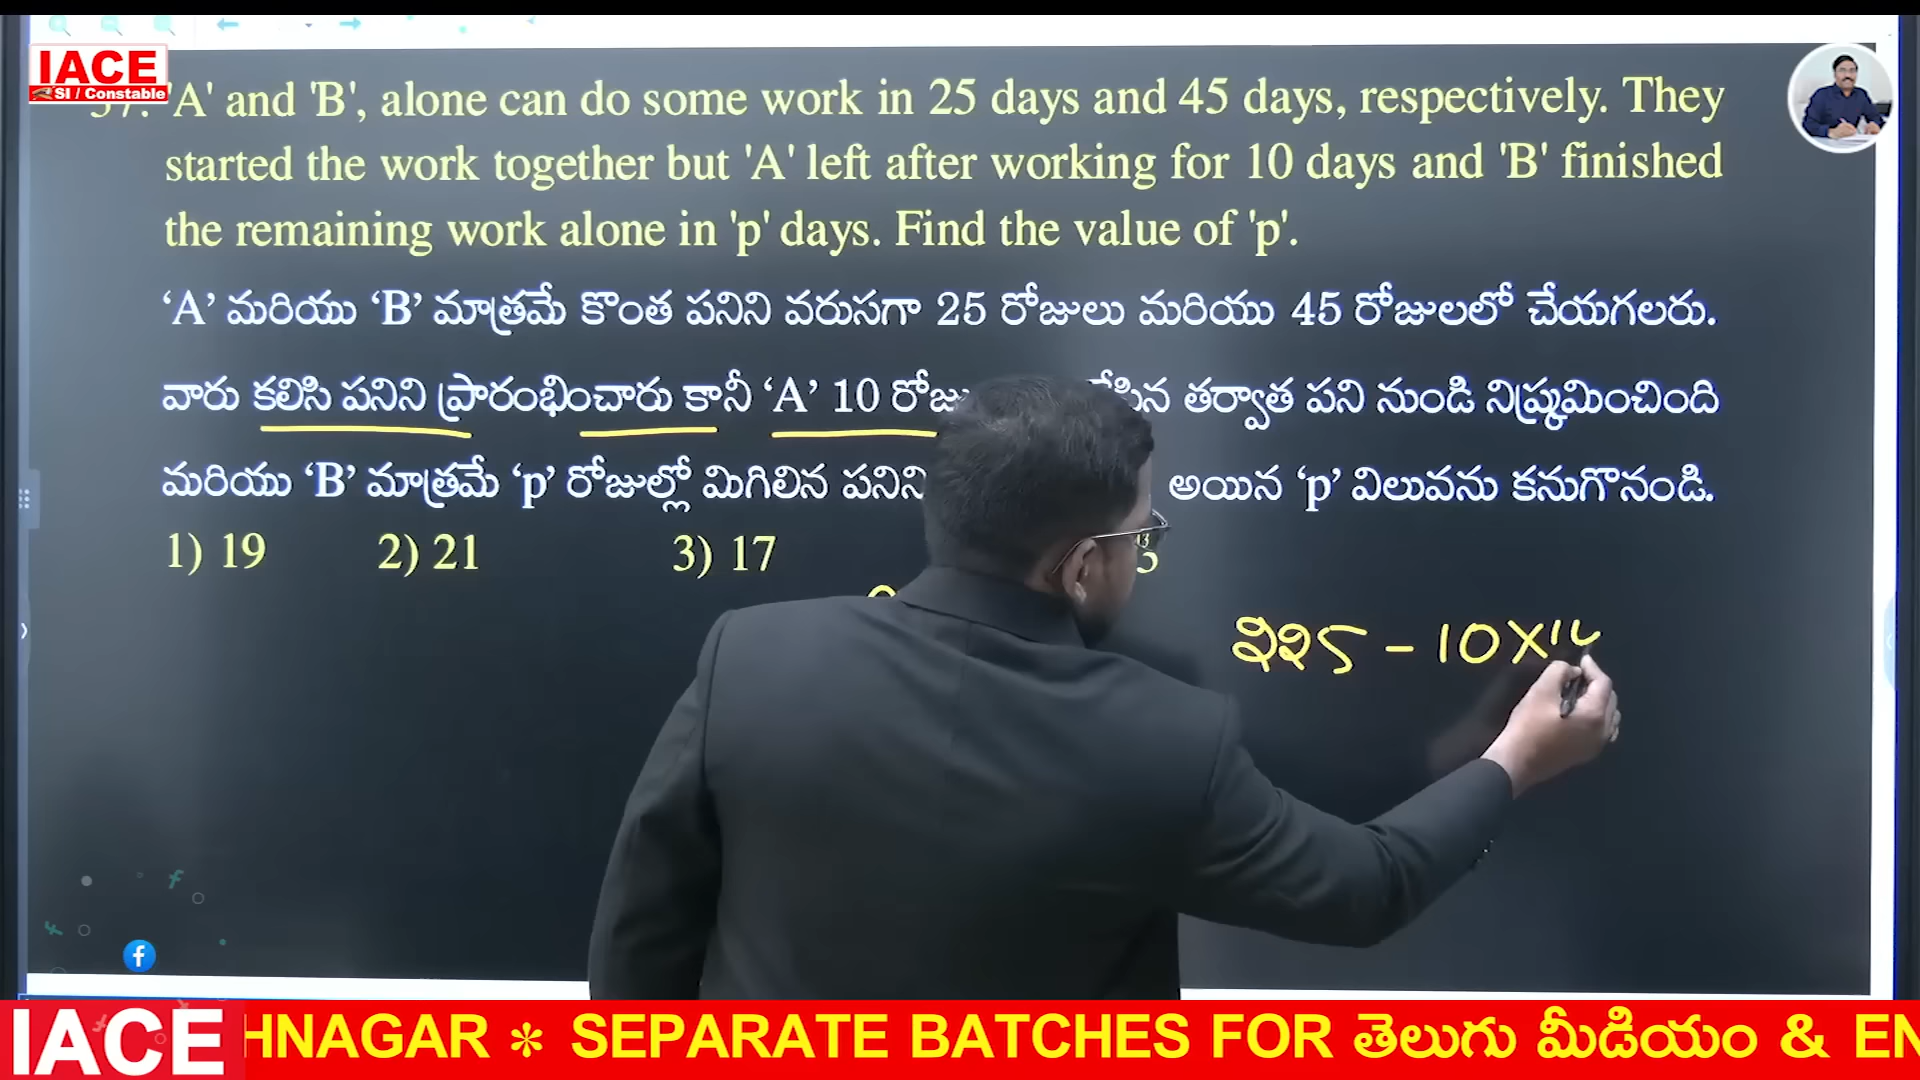 IACE
SI / Constable
'A' and 'B', alone can do some work in 25 days and 45 days, respectively. They
started the work together but 'A' left after working for 10 days and 'B' finished
the remaining work alone in 'p' days. Find the value of 'p'.
‘A’ మరియు ‘B’ మాత్రమే కొంత పనిని వరుసగా 25 రోజులు మరియు 45 రోజులలో చేయగలరు.
వారు కలిసి పనిని ప్రారంభించారు కానీ ‘A’ 10 తర్వాత పని నుండి నిష్క్రమించింది
మరియు ‘B’ మాత్రమే ‘p’ రోజుల్లో మిగిలిన పనిని అయిన ‘p’ విలువను కనుగొనండి.
1) 19 2) 21 3) 17
225 - 10 X 14
IACE HNAGAR * SEPARATE BATCHES FOR తెలుగు మీడియం & EN